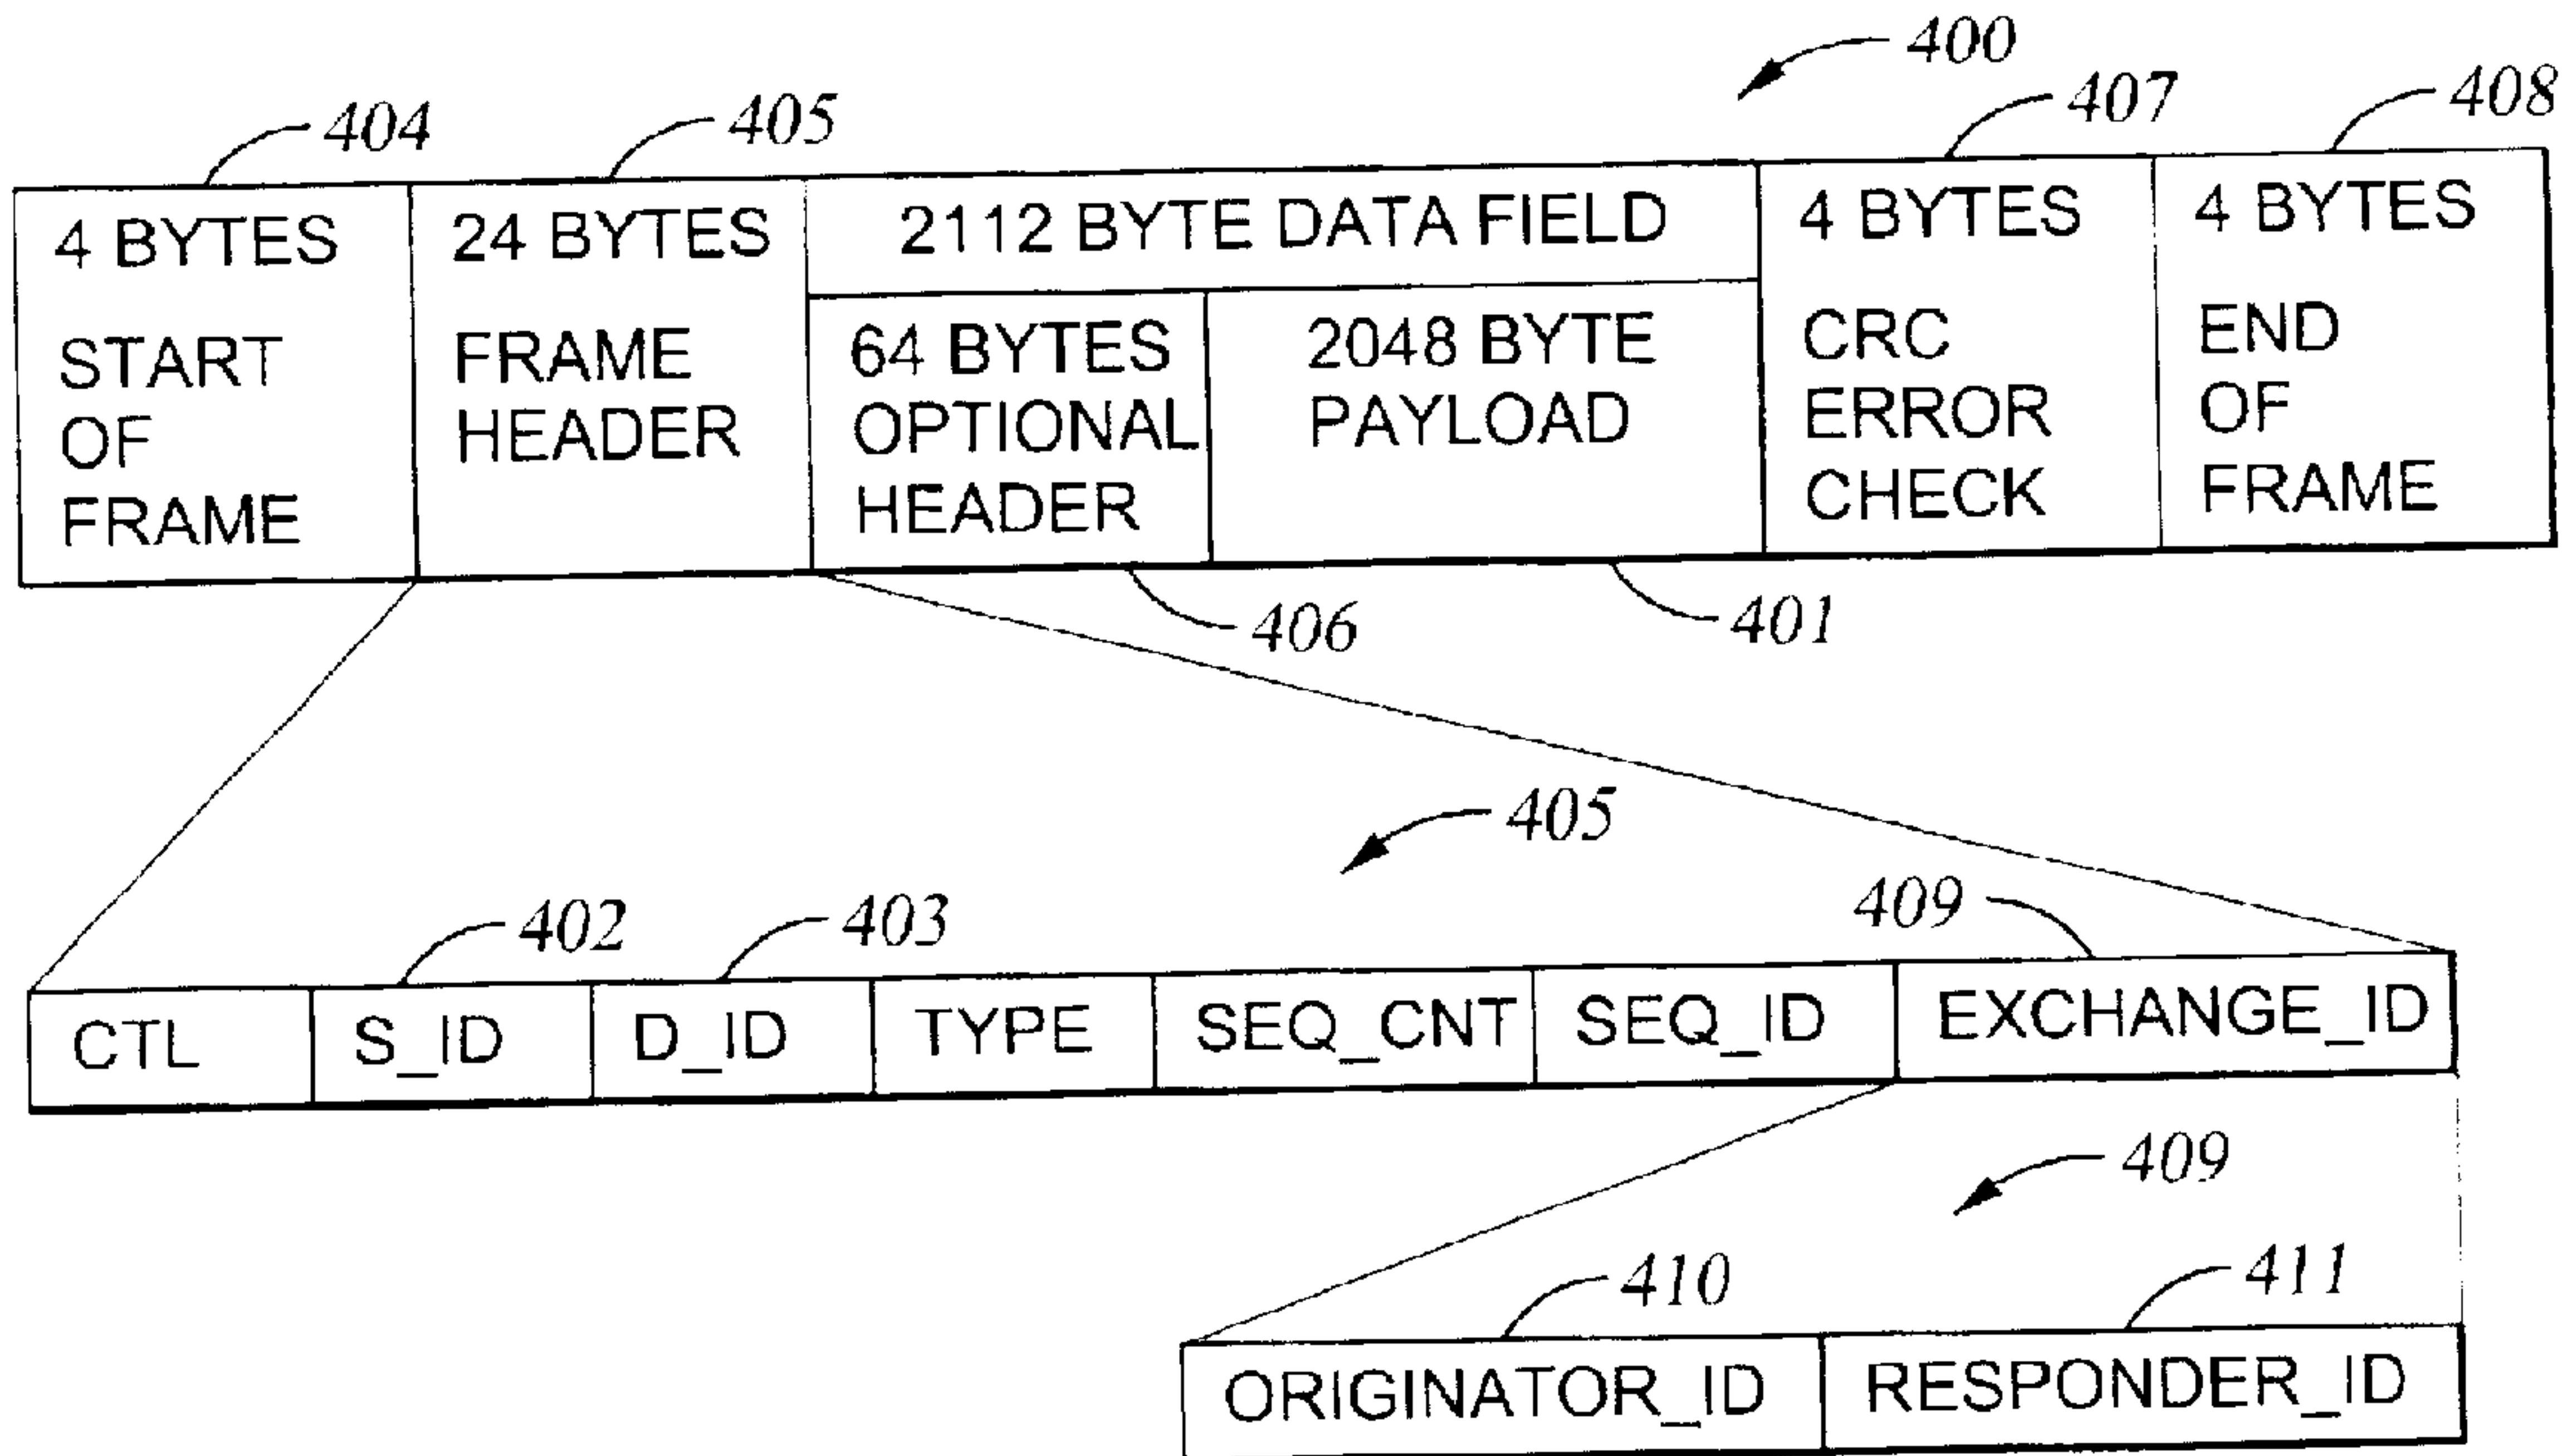 400
404
405
407
408
4 BYTES
START
OF
FRAME
24 BYTES
FRAME
HEADER
2112 BYTE DATA FIELD
64 BYTES
OPTIONAL
HEADER
2048 BYTE
PAYLOAD
4 BYTES
CRC
ERROR
CHECK
4 BYTES
END
OF
FRAME
406
401
405
402
403
409
CTL
S_ID
D_ID
TYPE
SEQ_CNT
SEQ_ID
EXCHANGE_ID
409
410
411
ORIGINATOR_ID
RESPONDER_ID